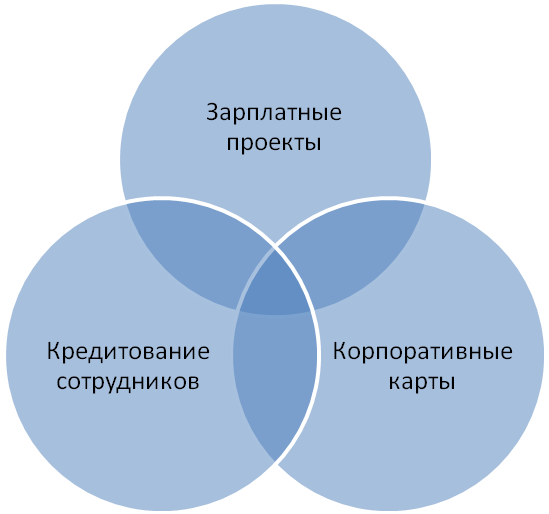 Зарплатные
проекты
Кредитование
сотрудников
Корпоративные
карты